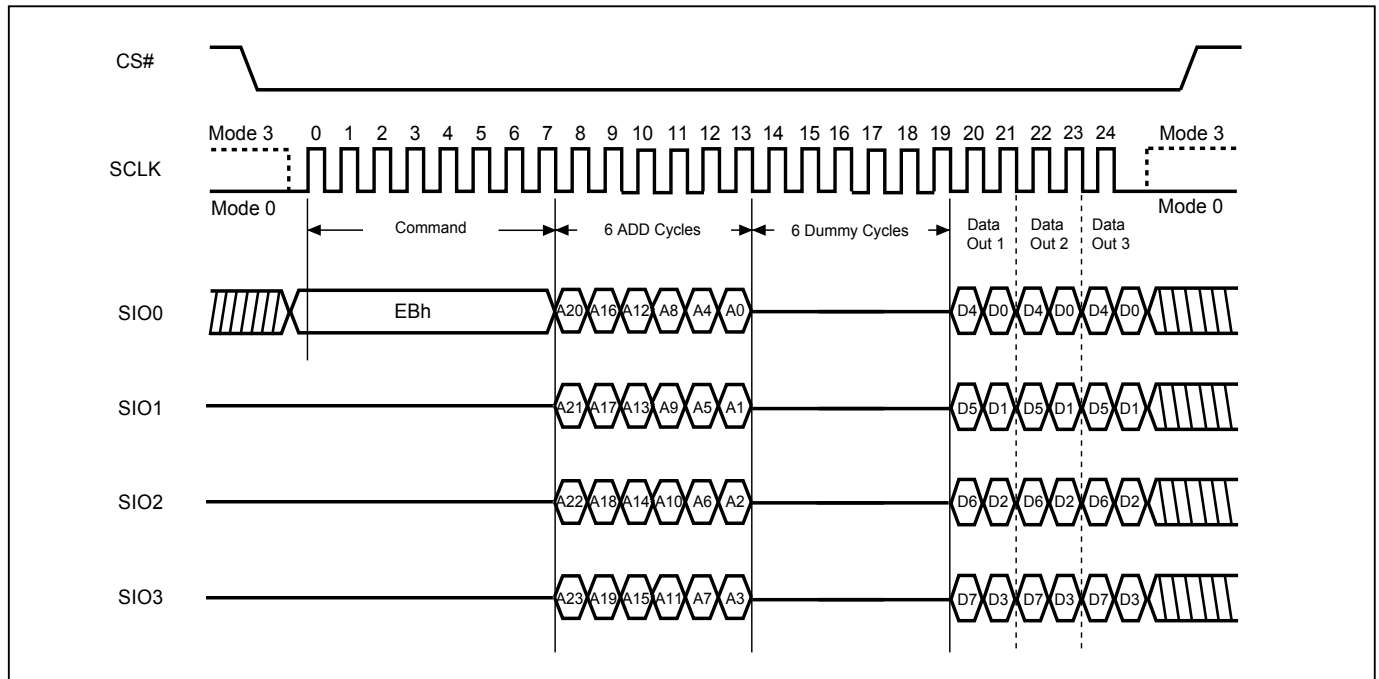 CS#
Mode 3 0 1 2 3 4 5 6 7 8 9 10 11 12 13 14 15 16 17 18 19 20 21 22 23 24 Mode 3
SCLK
Mode 0 Mode 0
Command 6 ADD Cycles 6 Dummy Cycles Data Out 1 Data Out 2 Data Out 3
SIO0 EBh A20 A16 A12 A8 A4 A0 D4 D0 D4 D0 D4 D0
SIO1 A21 A17 A13 A9 A5 A1 D5 D1 D5 D1 D5 D1
SIO2 A22 A18 A14 A10 A6 A2 D6 D2 D6 D2 D6 D2
SIO3 A23 A19 A15 A11 A7 A3 D7 D3 D7 D3 D7 D3